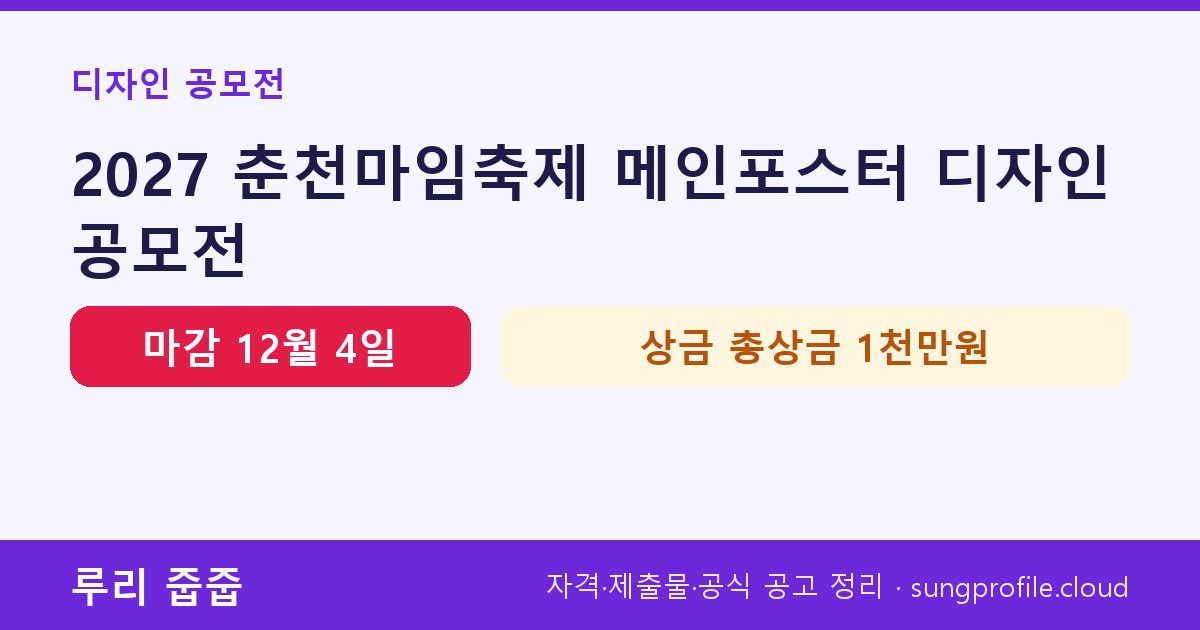 디자인 공모전
2027 춘천마임축제 메인포스터 디자인
공모전
마감 12월 4일
상금 총상금 1천만원
루리 줍줍
자격·제출물·공식 공고 정리 · sungprofile.cloud